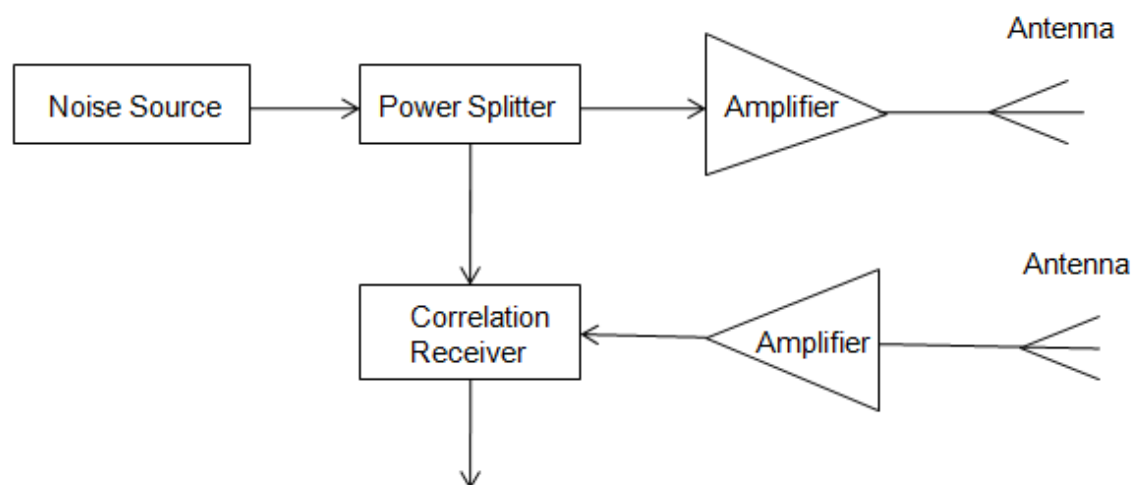 Antenna
Noise Source
Power Splitter
Amplifier
Antenna
Correlation
Receiver
Amplifier